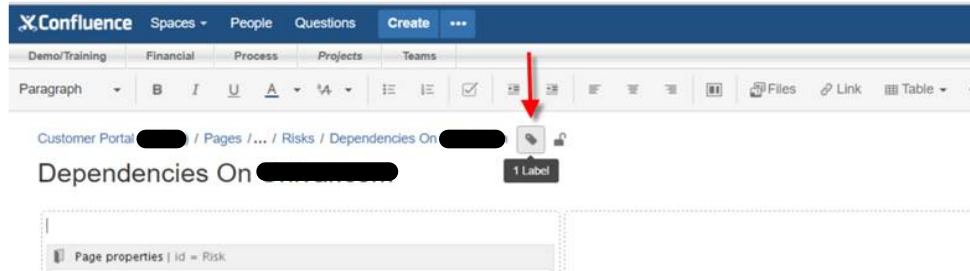 Confluence Spaces People Questions Create •••
Demo/Training Financial Process Projects Teams
Paragraph B I U A Files Link Table
Customer Portal / Pages /... / Risks / Dependencies On
1 Label
Dependencies On
Page properties | id = Risk